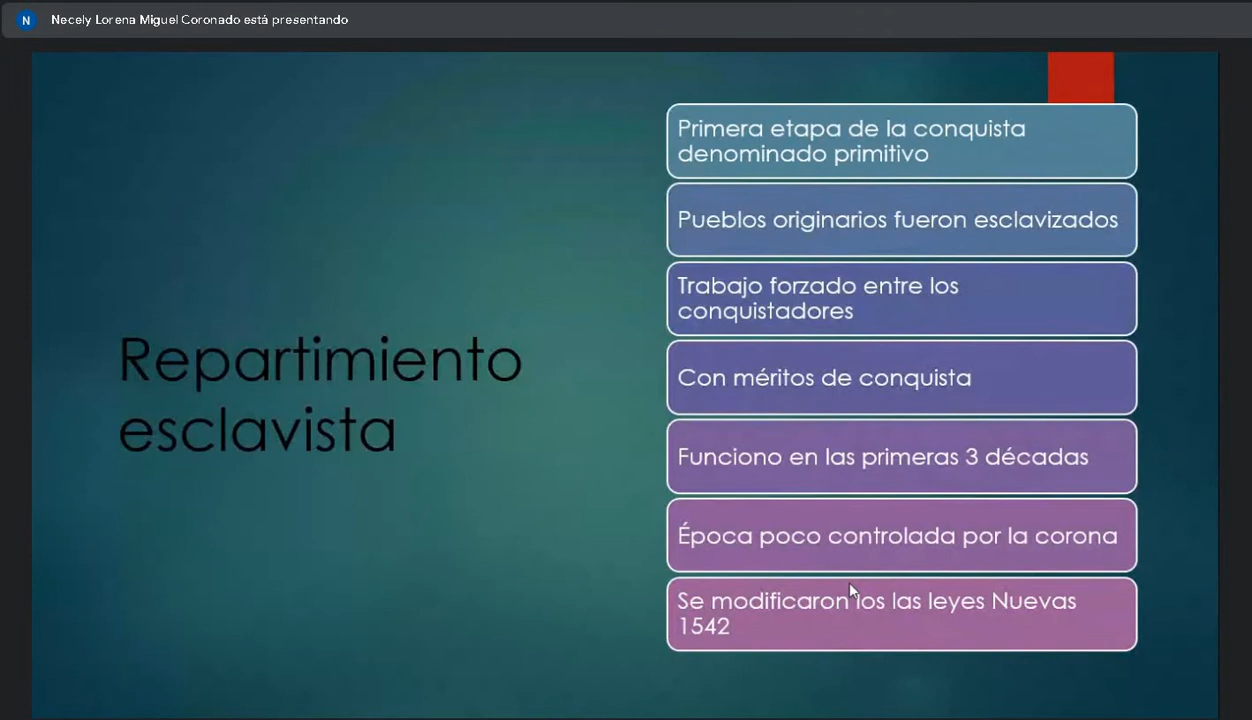 N
Necely Lorena Miguel Coronado está presentando
Repartimiento
esclavista
Primera etapa de la conquista
denominado primitivo
Pueblos originarios fueron esclavizados
Trabajo forzado entre los
conquistadores
Con méritos de conquista
Funciono en las primeras 3 décadas
Época poco controlada por la corona
Se modificaron los las leyes Nuevas
1542